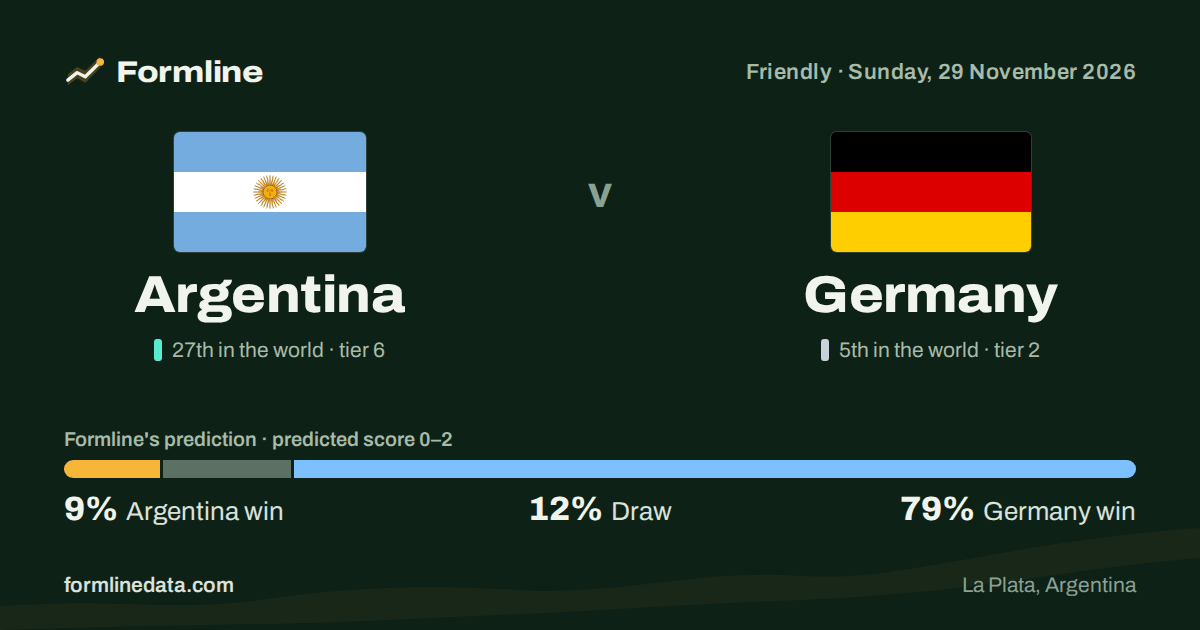 Formline
Friendly · Sunday, 29 November 2026
v
Argentina
Germany
27th in the world · tier 6
5th in the world · tier 2
Formline's prediction · predicted score 0–2
9% Argentina win
12% Draw
79% Germany win
formlinedata.com
La Plata, Argentina